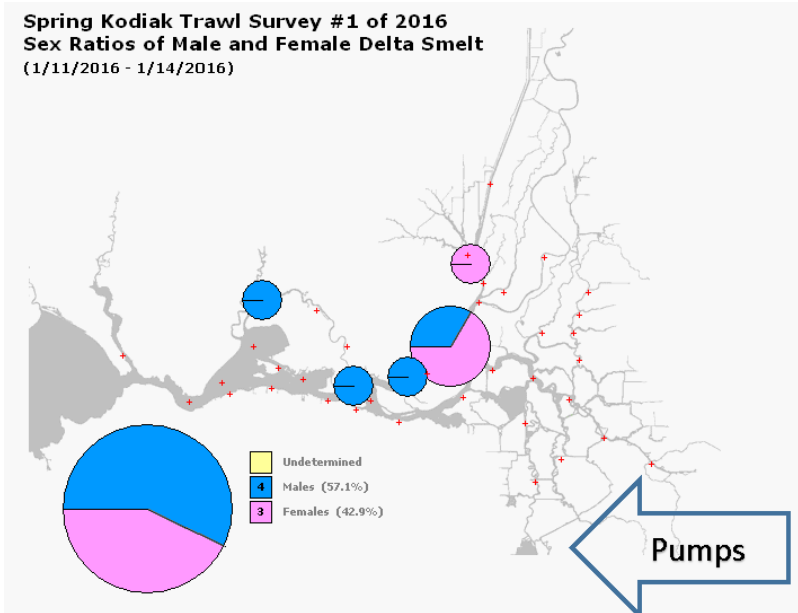 Spring Kodiak Trawl Survey #1 of 2016
Sex Ratios of Male and Female Delta Smelt
(1/11/2016 - 1/14/2016)
Undetermined
4 Males (57.1%)
3 Females (42.9%)
Pumps